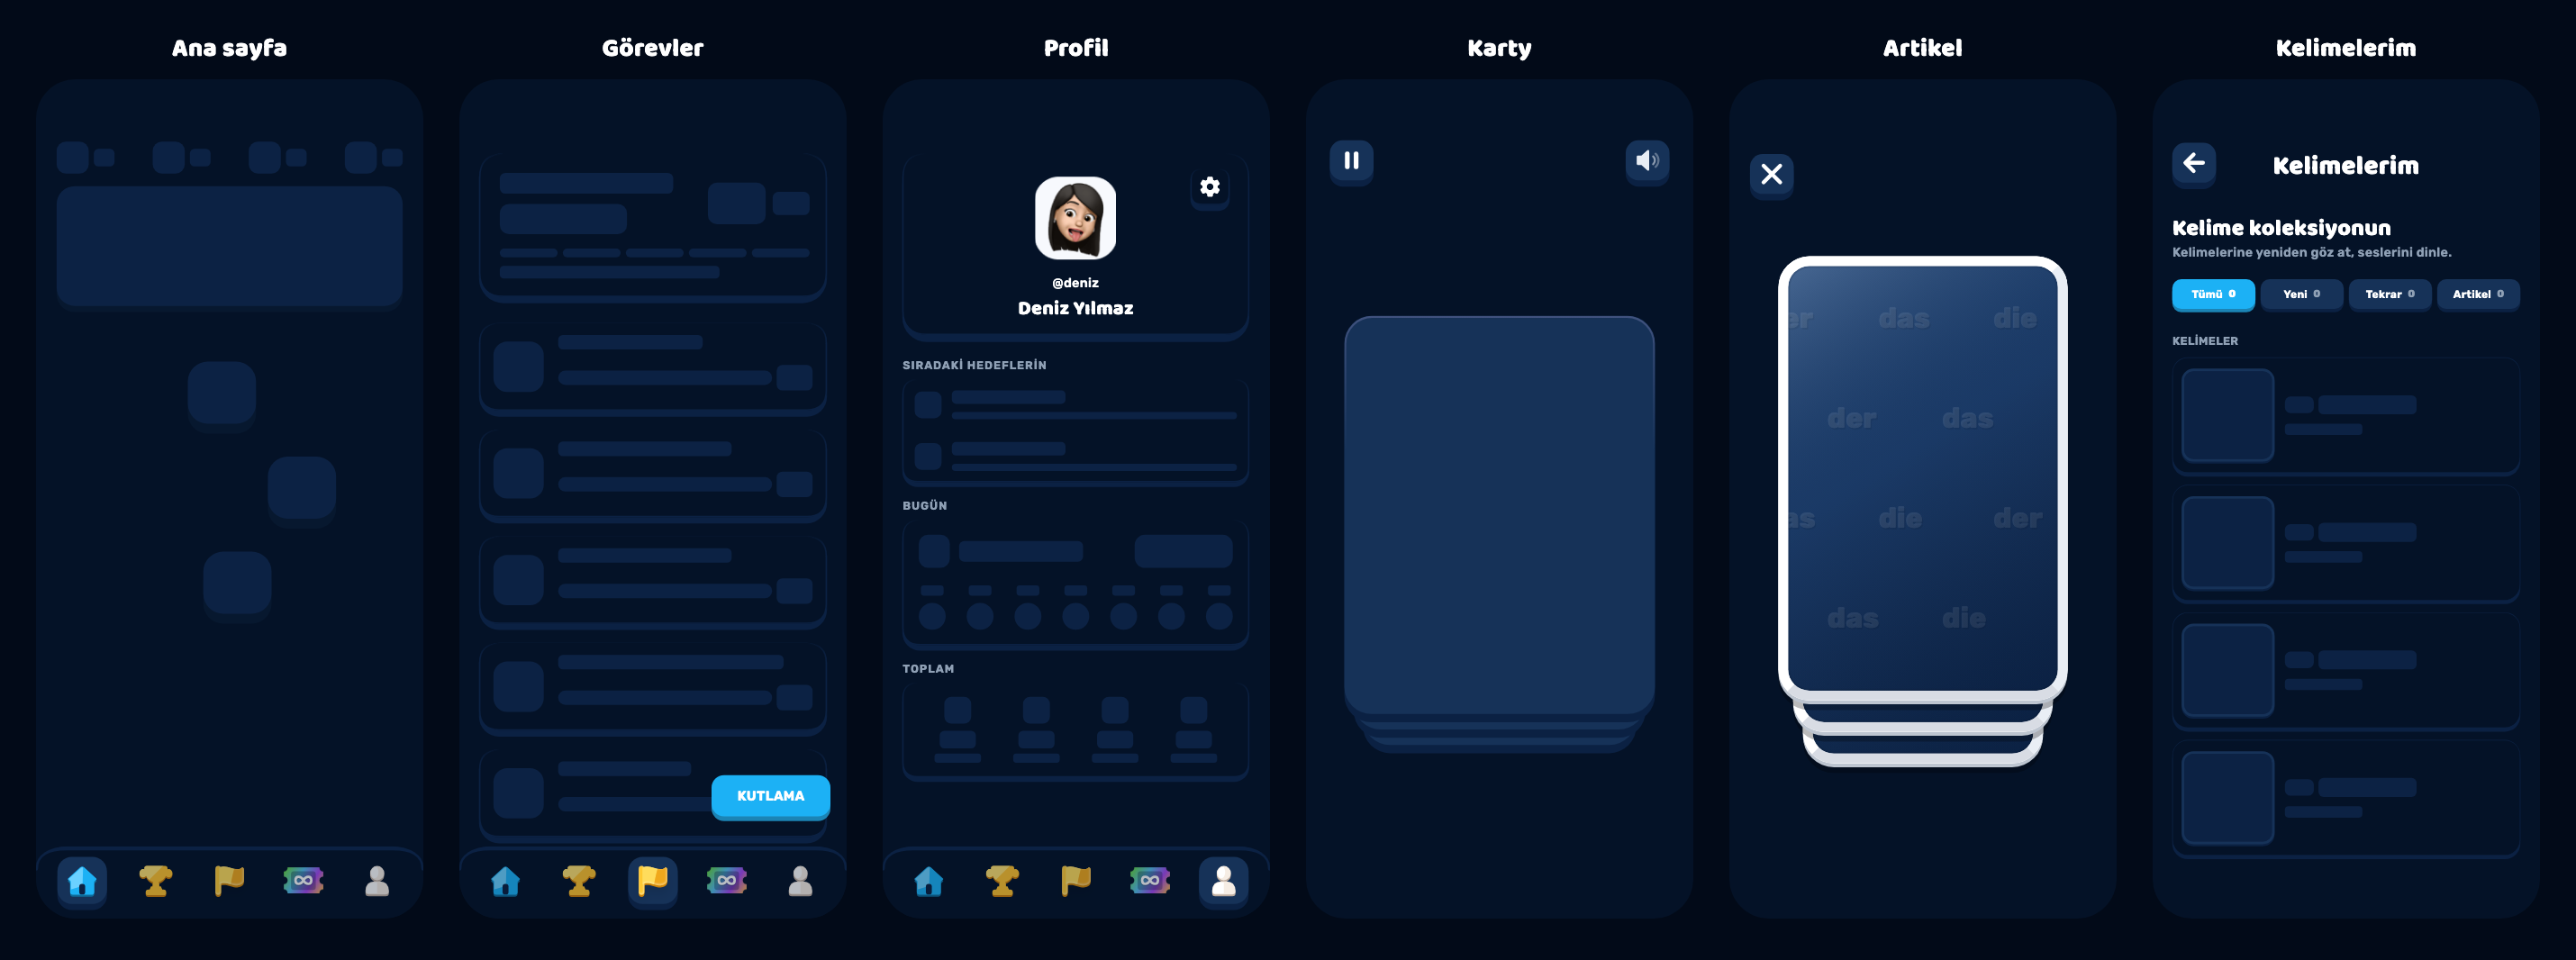 Ana sayfa
Görevler
KUTLAMA
Profil
@deniz
Deniz Yılmaz
SIRADAKİ HEDEFLERİN
BUGÜN
TOPLAM
Karty
Artikel
er das die
der das
as die der
das die
Kelimelerim
Kelimelerim
Kelime koleksiyonun
Kelimelerine yeniden göz at, seslerini dinle.
Tümü 0 Yeni 0 Tekrar 0 Artikel 0
KELİMELER